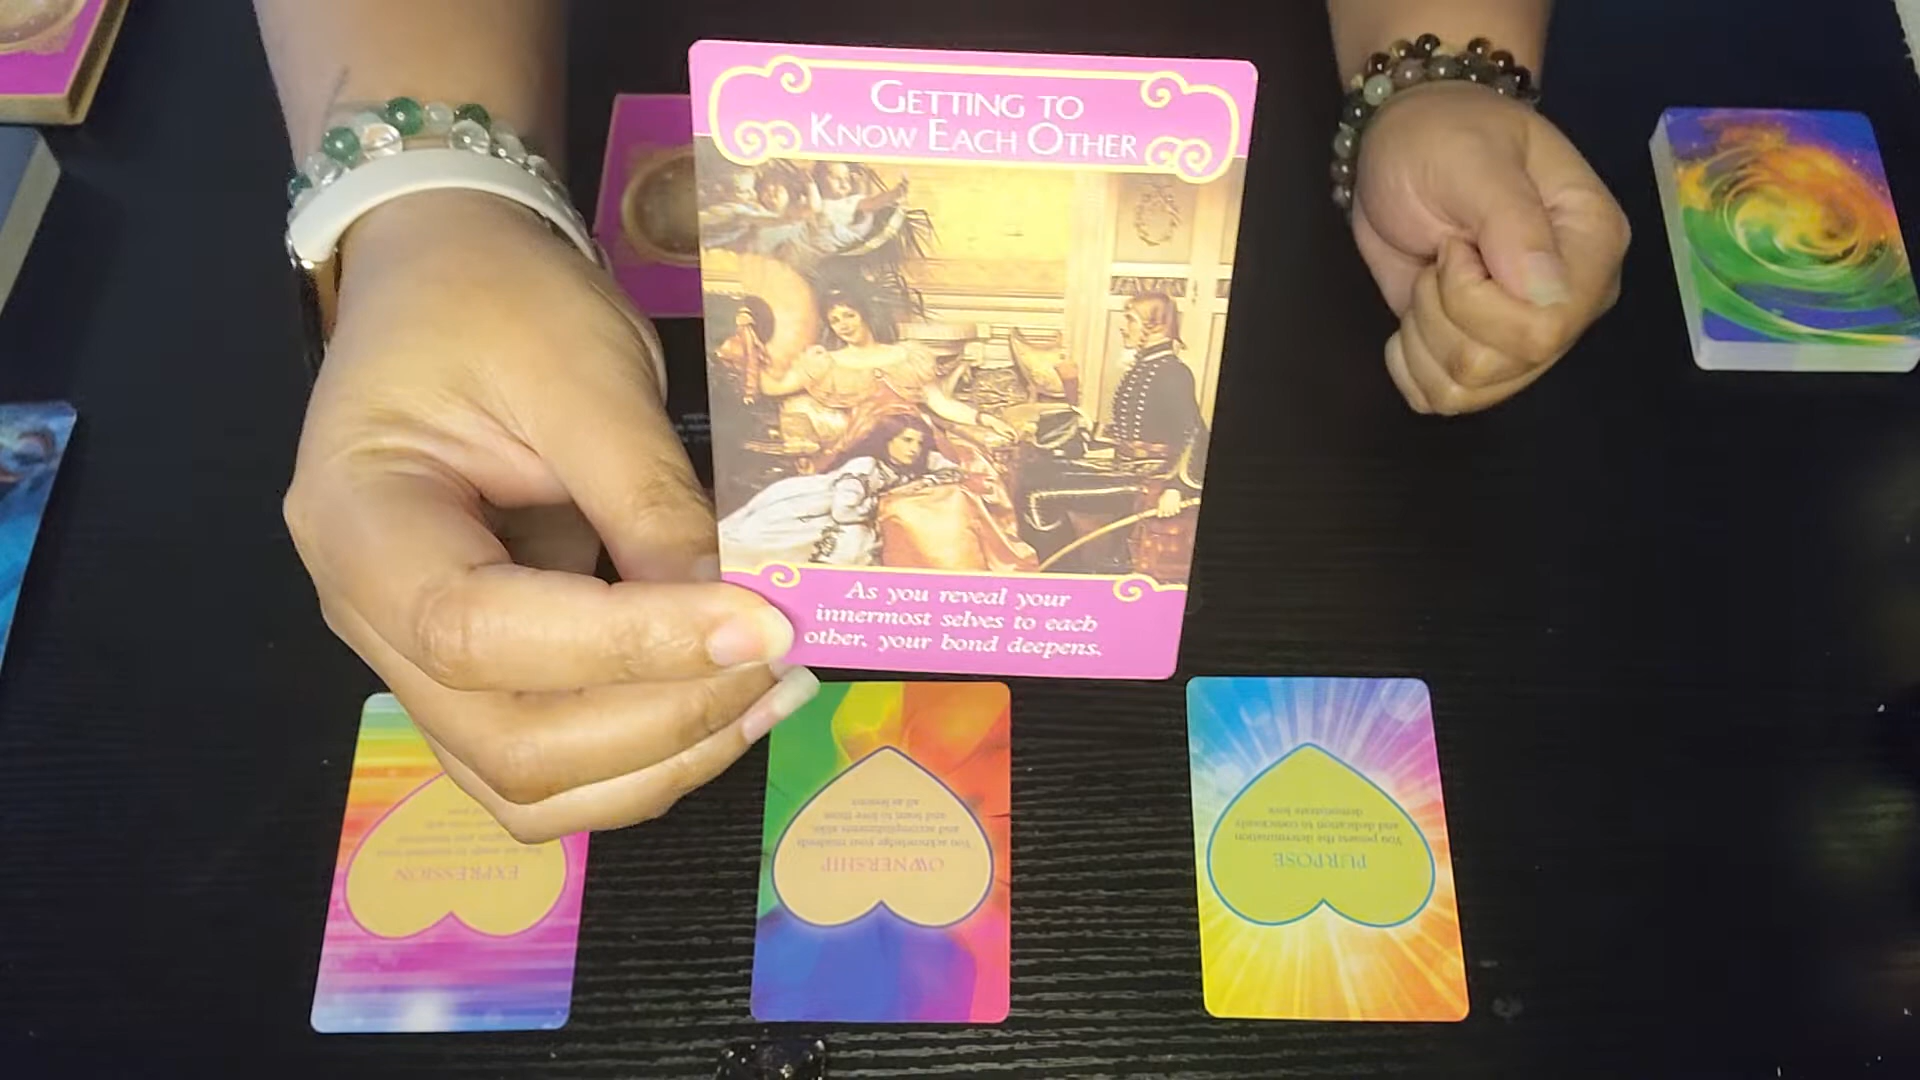 GETTING TO
KNOW EACH OTHER
As you reveal your
innermost selves to each
other, your bond deepens.
EXPRESSION
OWNERSHIP
You acknowledge your
and accomplishments alike,
and learn to love them
all as lessons
PURPOSE
You possess the determination
and dedication to consciously
demonstrate love